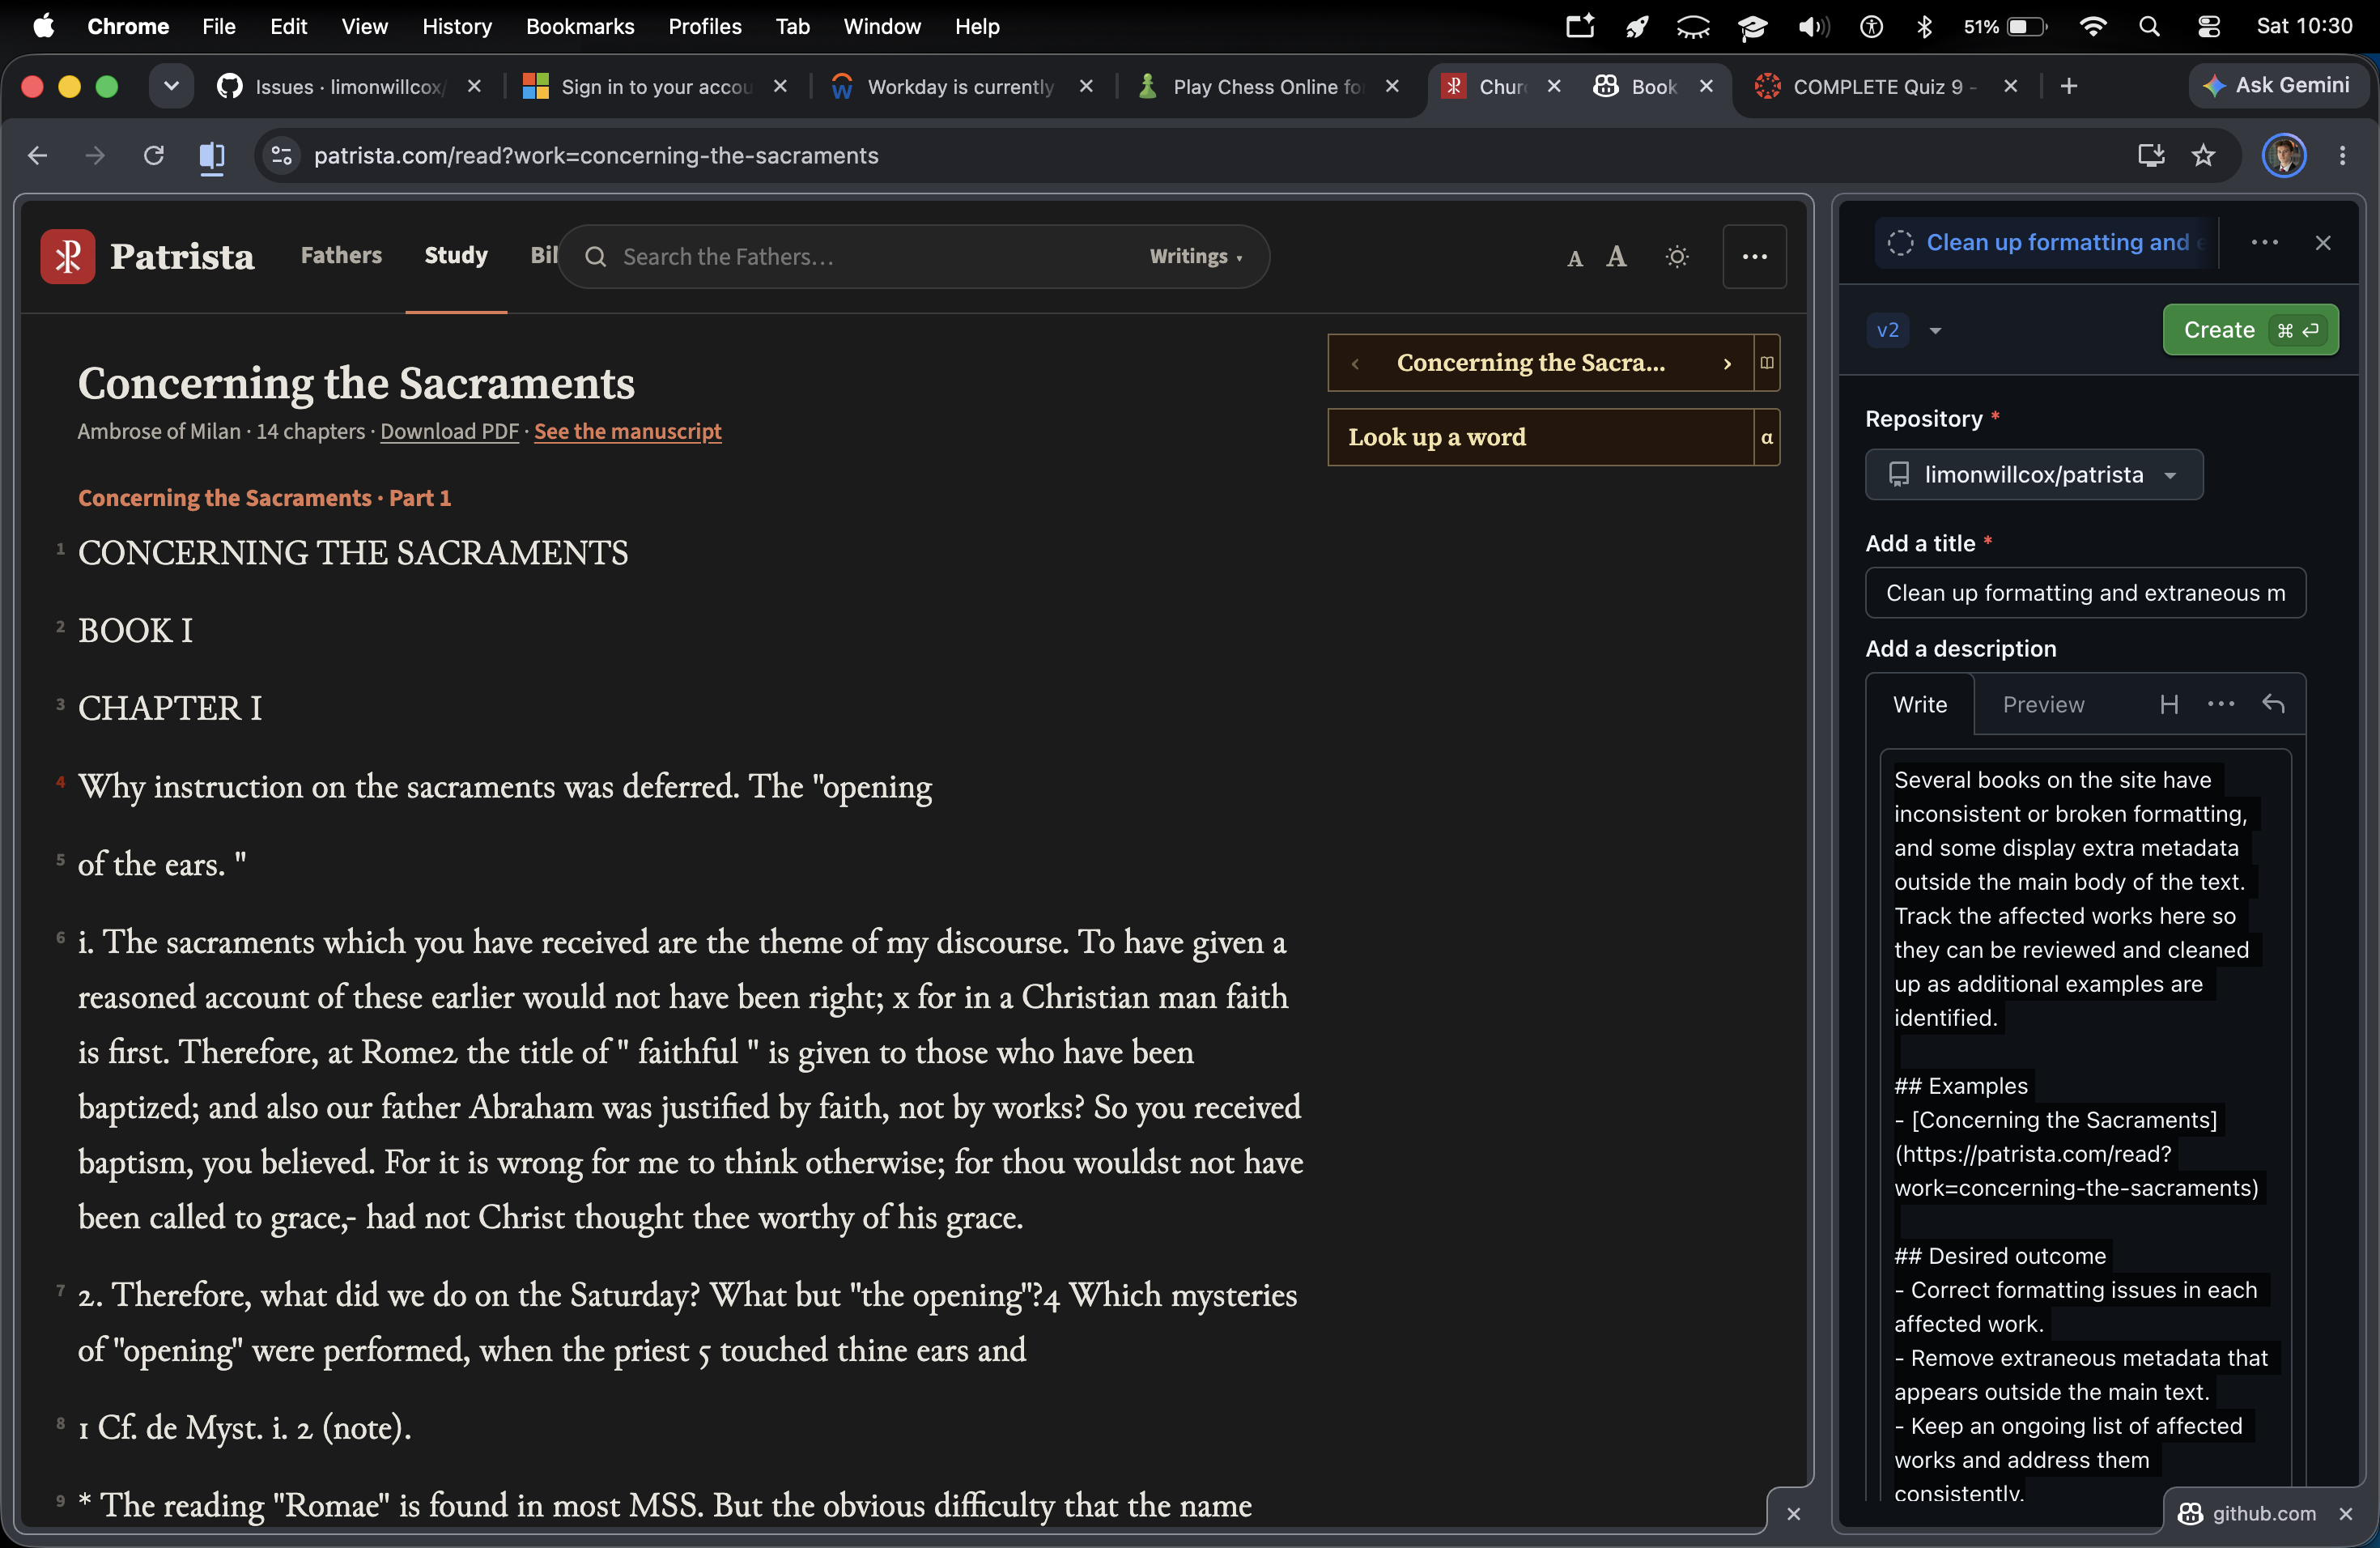 Chrome File Edit View History Bookmarks Profiles Tab Window Help 51% Sat 10:30
Issues · limonwillcox/ Sign in to your accou Workday is currently Play Chess Online fo Chur Book COMPLETE Quiz 9 - Ask Gemini
patrista.com/read?work=concerning-the-sacraments
Patrista Fathers Study Bil Search the Fathers… Writings A A
Concerning the Sacra...
Look up a word α
Concerning the Sacraments
Ambrose of Milan · 14 chapters · Download PDF · See the manuscript
Concerning the Sacraments · Part 1
1 CONCERNING THE SACRAMENTS
2 BOOK I
3 CHAPTER I
4 Why instruction on the sacraments was deferred. The "opening
5 of the ears. "
6 i. The sacraments which you have received are the theme of my discourse. To have given a
reasoned account of these earlier would not have been right; x for in a Christian man faith
is first. Therefore, at Rome2 the title of " faithful " is given to those who have been
baptized; and also our father Abraham was justified by faith, not by works? So you received
baptism, you believed. For it is wrong for me to think otherwise; for thou wouldst not have
been called to grace,- had not Christ thought thee worthy of his grace.
7 2. Therefore, what did we do on the Saturday? What but "the opening"?4 Which mysteries
of "opening" were performed, when the priest 5 touched thine ears and
8 1 Cf. de Myst. i. 2 (note).
9 * The reading "Romae" is found in most MSS. But the obvious difficulty that the name
Clean up formatting and e
v2 Create ⌘ ↵
Repository *
limonwillcox/patrista
Add a title *
Clean up formatting and extraneous m
Add a description
Write Preview H
Several books on the site have
inconsistent or broken formatting,
and some display extra metadata
outside the main body of the text.
Track the affected works here so
they can be reviewed and cleaned
up as additional examples are
identified.
## Examples
- [Concerning the Sacraments]
(https://patrista.com/read?
work=concerning-the-sacraments)
## Desired outcome
- Correct formatting issues in each
affected work.
- Remove extraneous metadata that
appears outside the main text.
- Keep an ongoing list of affected
works and address them
consistently.
github.com